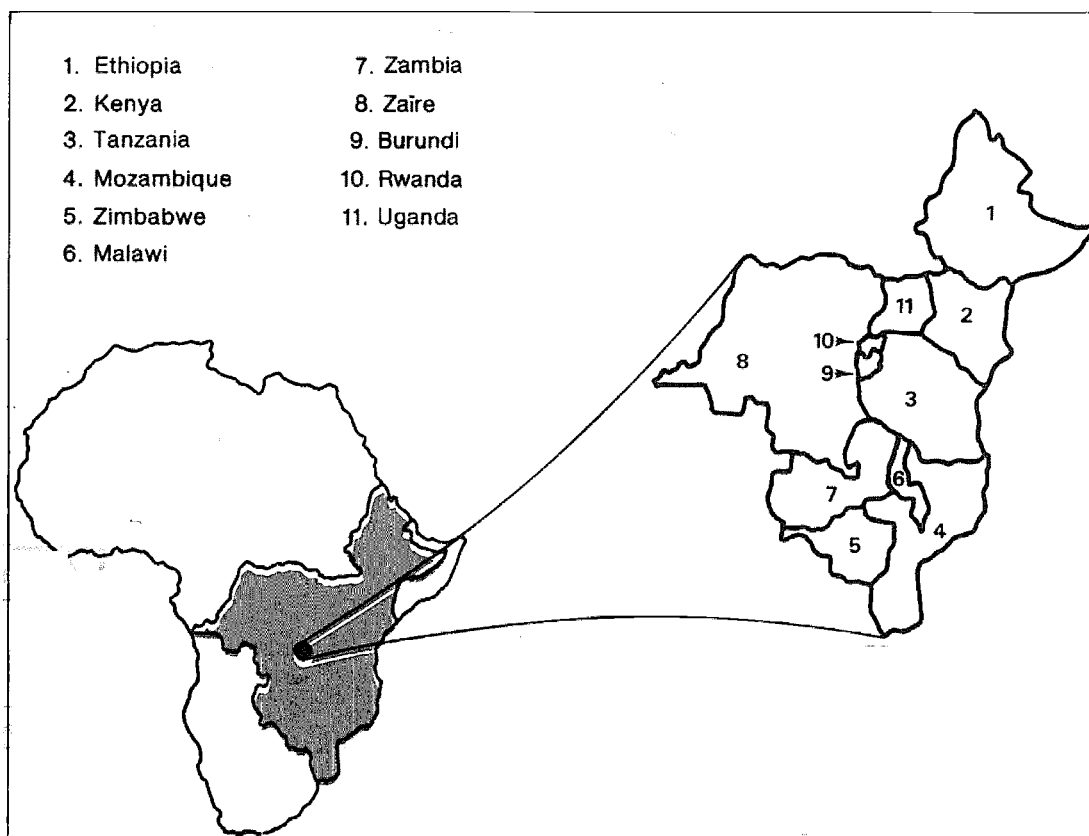 1. Ethiopia
2. Kenya
3. Tanzania
4. Mozambique
5. Zimbabwe
6. Malawi
7. Zambia
8. Zaïre
9. Burundi
10. Rwanda
11. Uganda
1
11
2
10
8
9
3
6
7
4
5